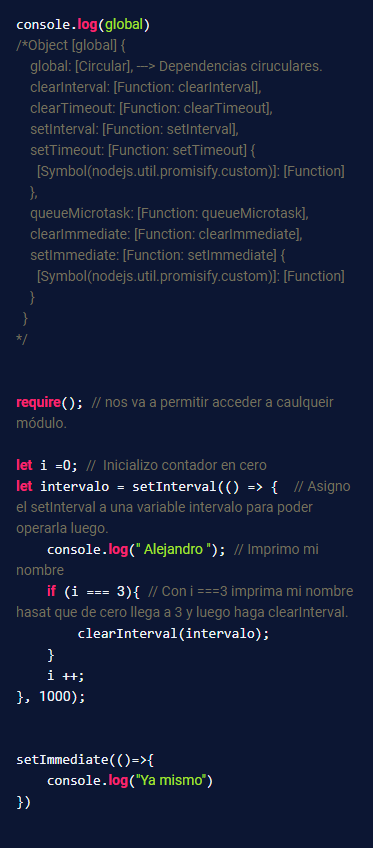 console.log(global)
/*Object [global] {
global: [Circular], ---> Dependencias ciruculares.
clearInterval: [Function: clearInterval],
clearTimeout: [Function: clearTimeout],
setInterval: [Function: setInterval],
setTimeout: [Function: setTimeout] {
[Symbol(nodejs.util.promisify.custom)]: [Function]
},
queueMicrotask: [Function: queueMicrotask],
clearImmediate: [Function: clearImmediate],
setImmediate: [Function: setImmediate] {
[Symbol(nodejs.util.promisify.custom)]: [Function]
}
}
*/
require(); // nos va a permitir acceder a caulqueir
módulo.
let i =0; // Inicializo contador en cero
let intervalo = setInterval(() => { // Asigno
el setInterval a una variable intervalo para poder
operarla luego.
console.log(" Alejandro "); // Imprimo mi
nombre
if (i === 3){ // Con i ===3 imprima mi nombre
hasat que de cero llega a 3 y luego haga clearInterval.
clearInterval(intervalo);
}
i ++;
}, 1000);
setImmediate(()=>{
console.log("Ya mismo")
})